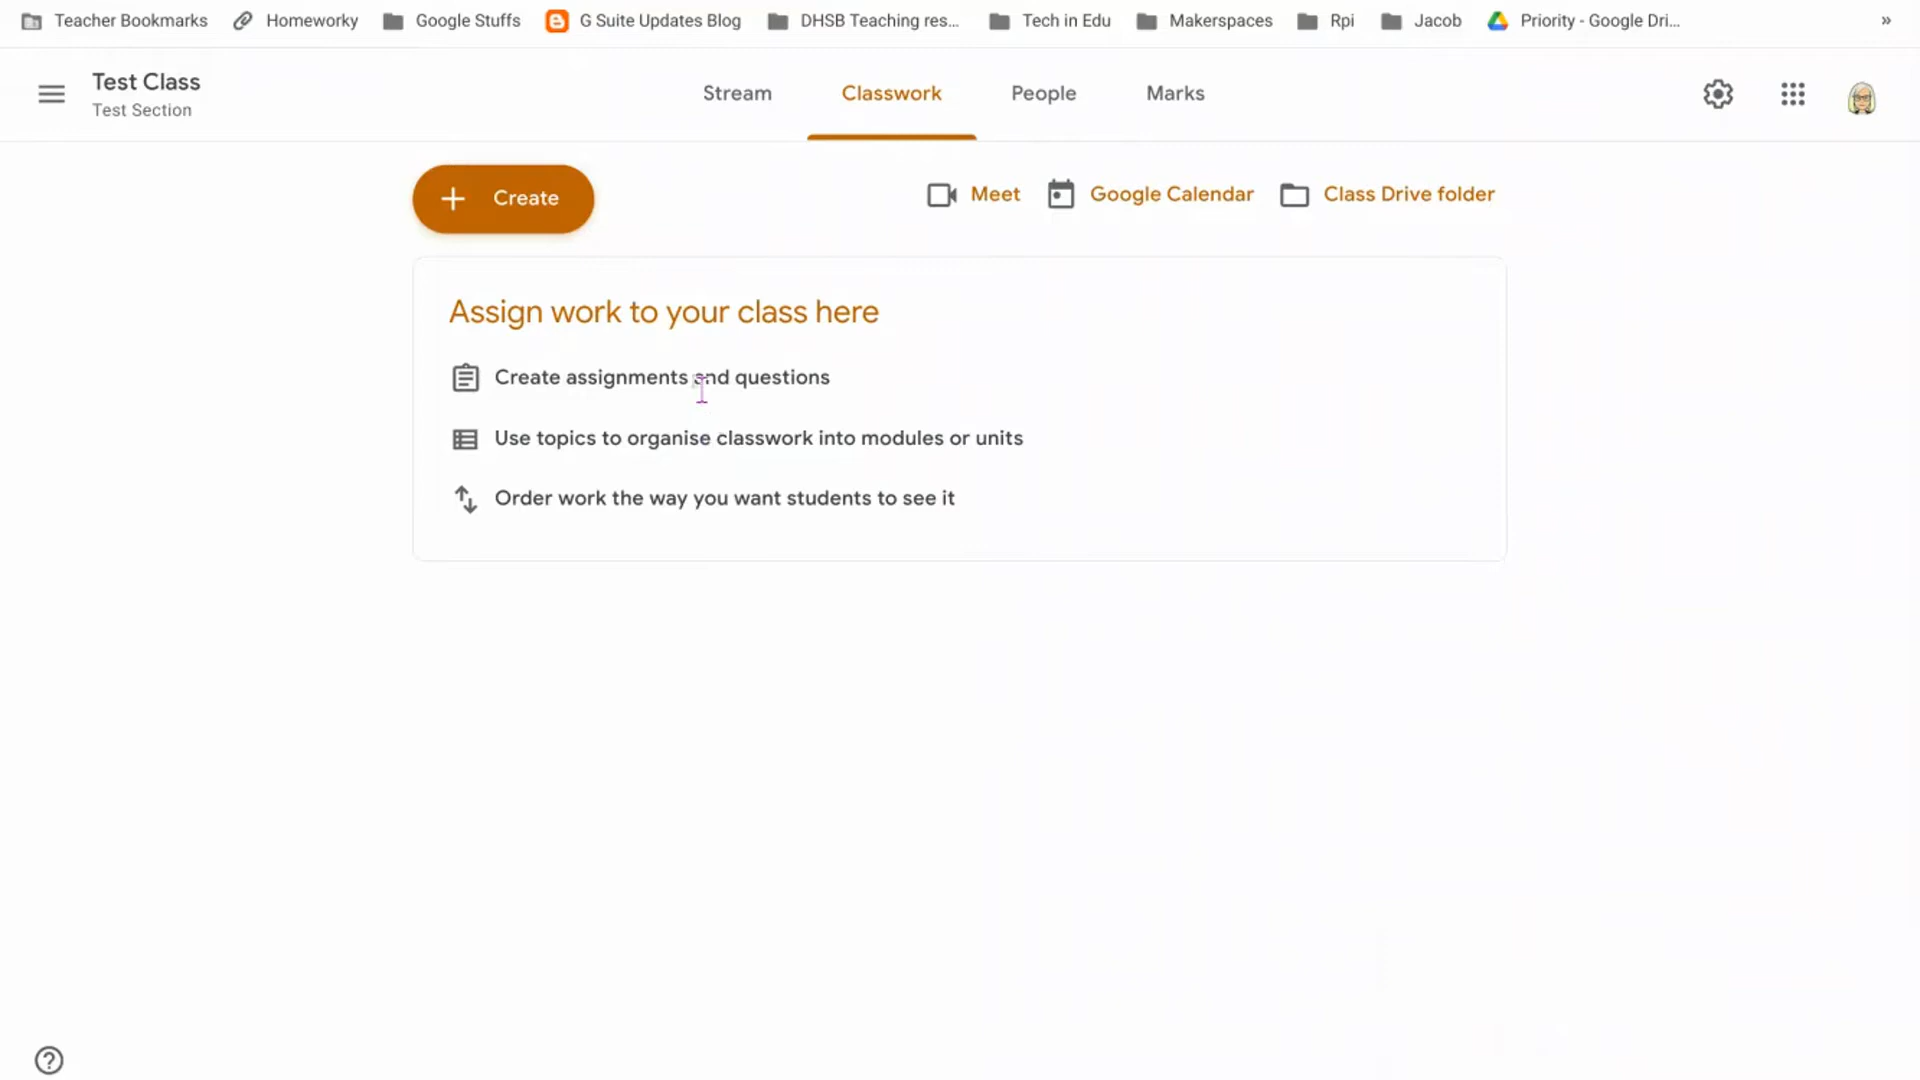 Teacher Bookmarks Homeworky Google Stuffs G Suite Updates Blog DHSB Teaching res... Tech in Edu Makerspaces Rpi Jacob Priority - Google Dri... »
Test Class
Test Section
Stream Classwork People Marks
Create
Meet Google Calendar Class Drive folder
Assign work to your class here
Create assignments and questions
Use topics to organise classwork into modules or units
Order work the way you want students to see it